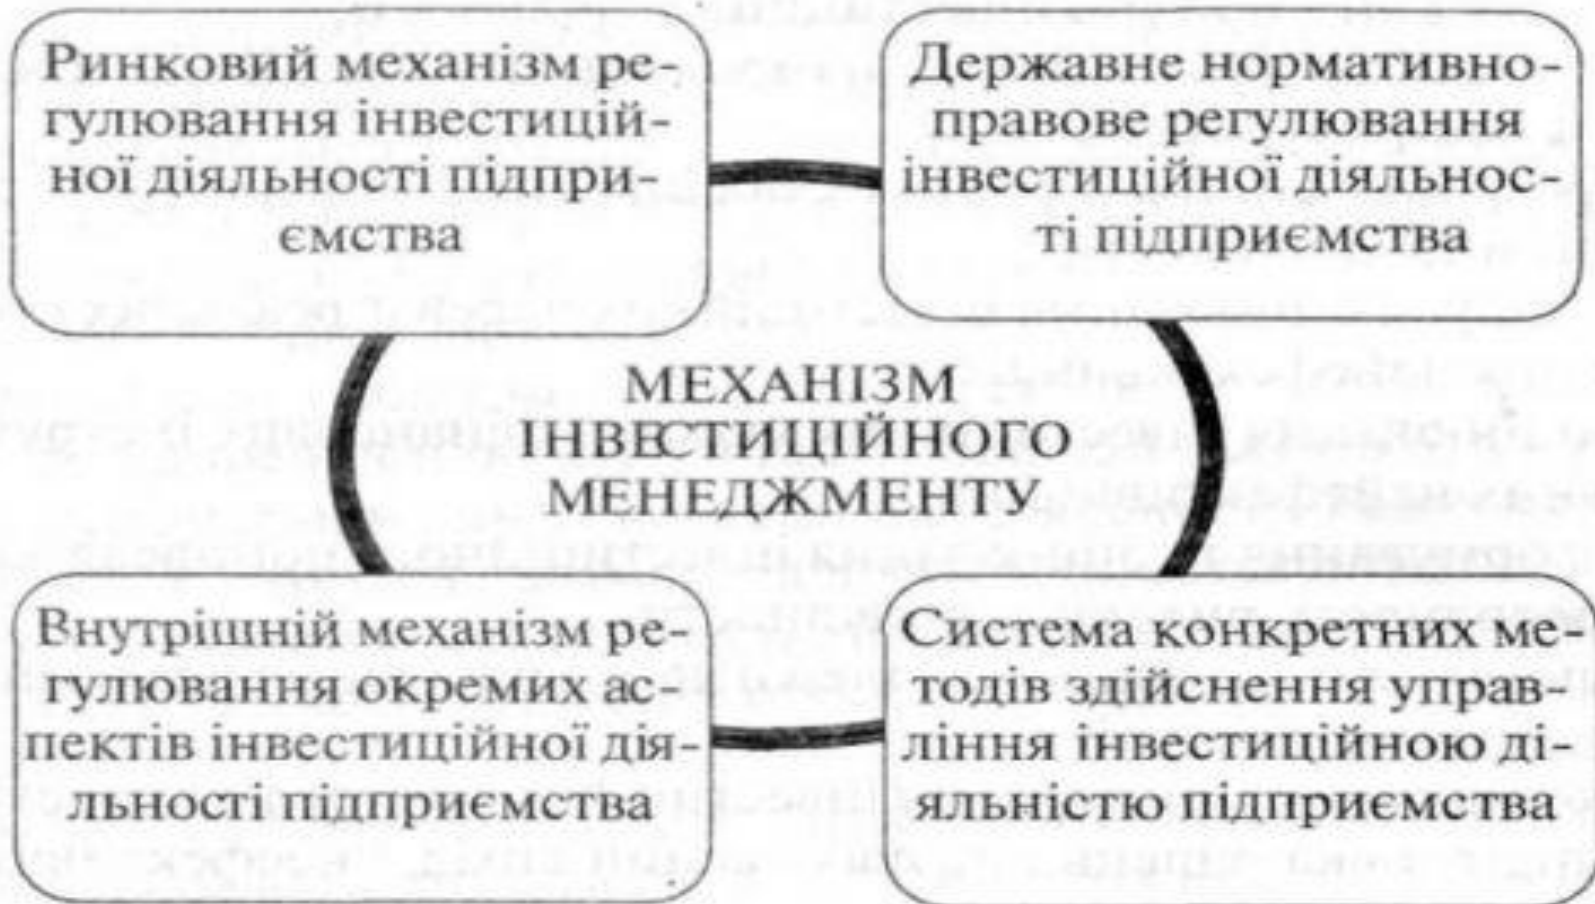 Ринковий механізм ре-
гулювання інвестицій-
ної діяльності підпри-
ємства
Державне нормативно-
правове регулювання
інвестиційної діяльнос-
ті підприємства
МЕХАНІЗМ
ІНВЕСТИЦІЙНОГО
МЕНЕДЖМЕНТУ
Внутрішній механізм ре-
гулювання окремих ас-
пектів інвестиційної дія-
льності підприємства
Система конкретних ме-
тодів здійснення управ-
ління інвестиційною ді-
яльністю підприємства